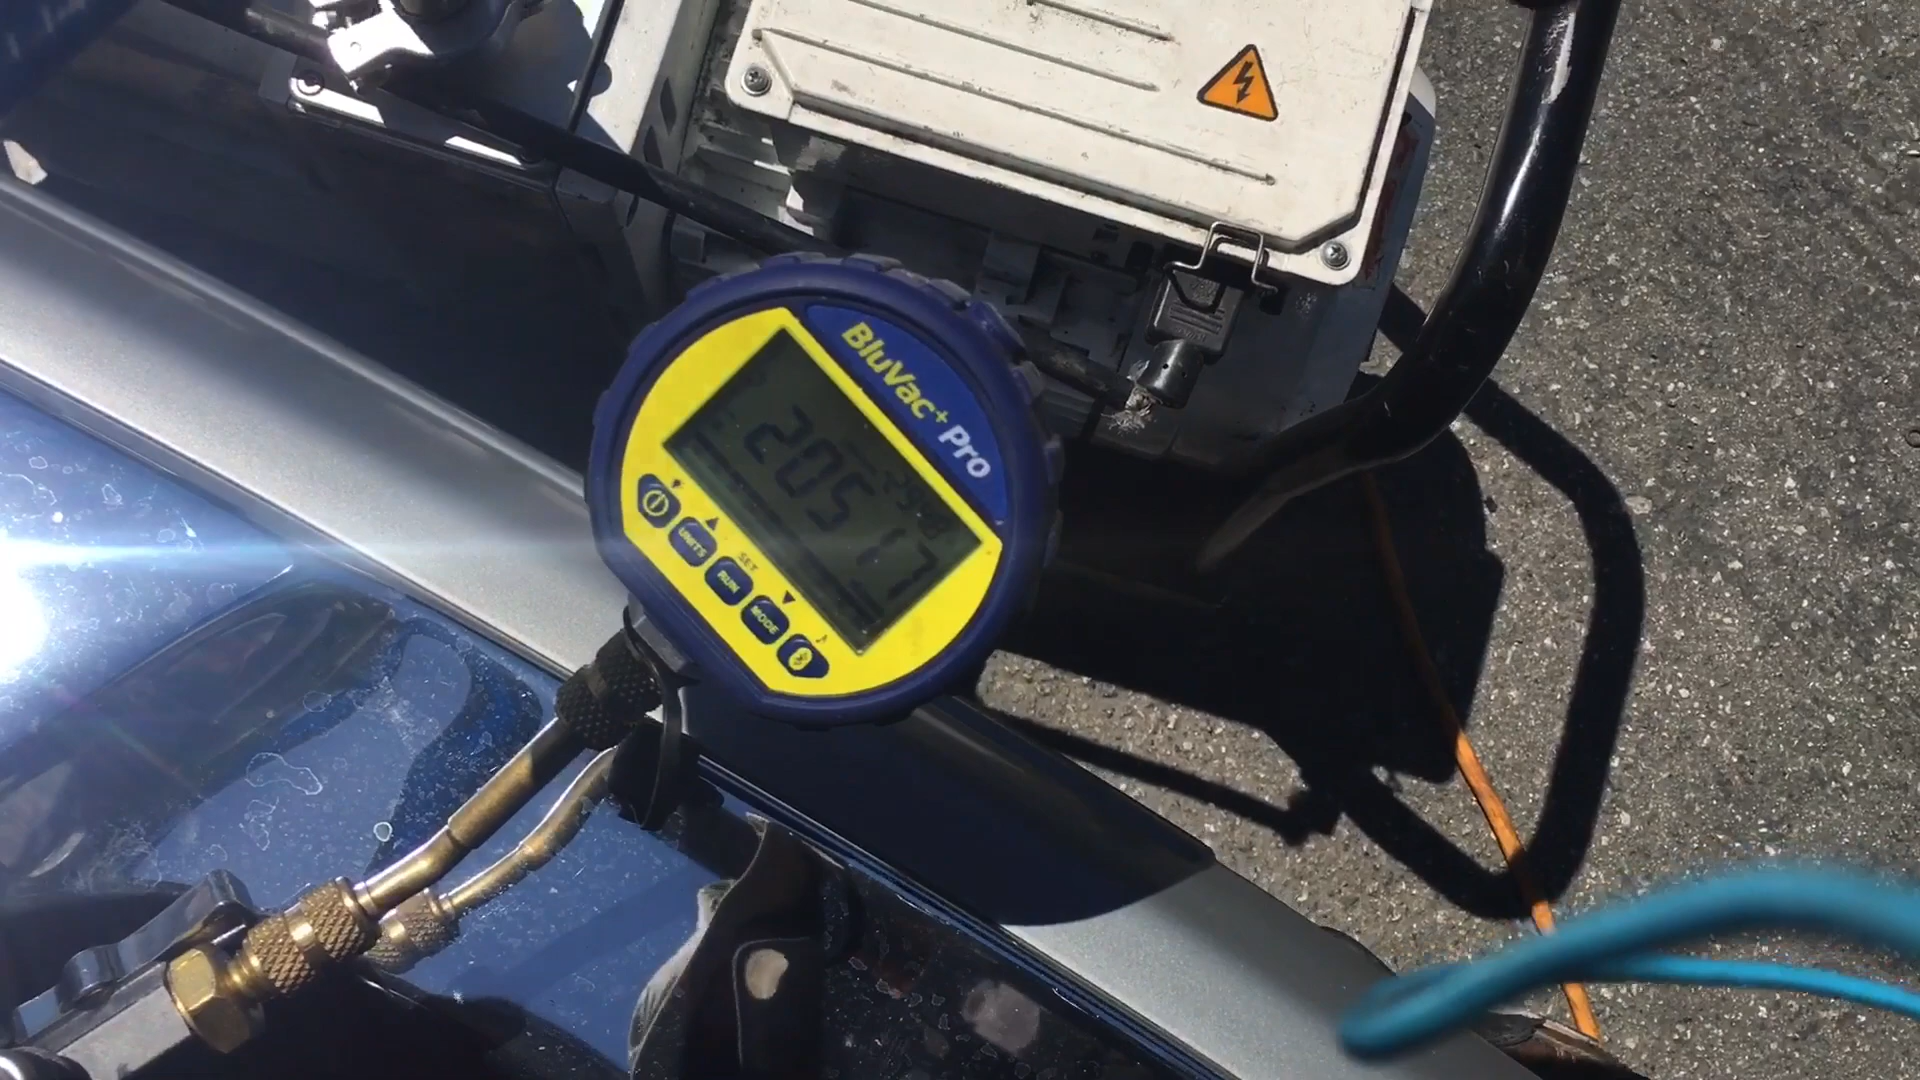 BluVac+ Pro
20517
UNITS
SET
RUN
MODE